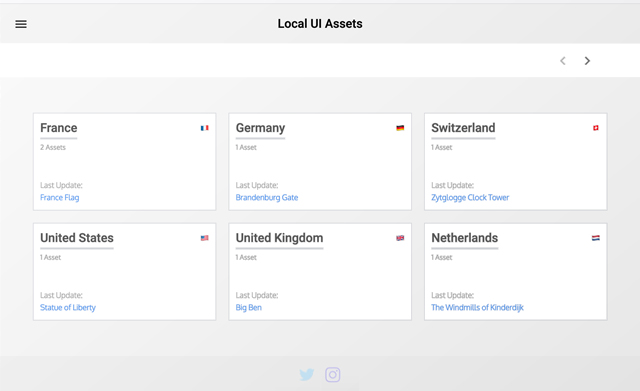 Local UI Assets
France
2 Assets
Last Update:
France Flag
Germany
1 Asset
Last Update:
Brandenburg Gate
Switzerland
1 Asset
Last Update:
Zytglogge Clock Tower
United States
1 Asset
Last Update:
Statue of Liberty
United Kingdom
1 Asset
Last Update:
Big Ben
Netherlands
1 Asset
Last Update:
The Windmills of Kinderdijk